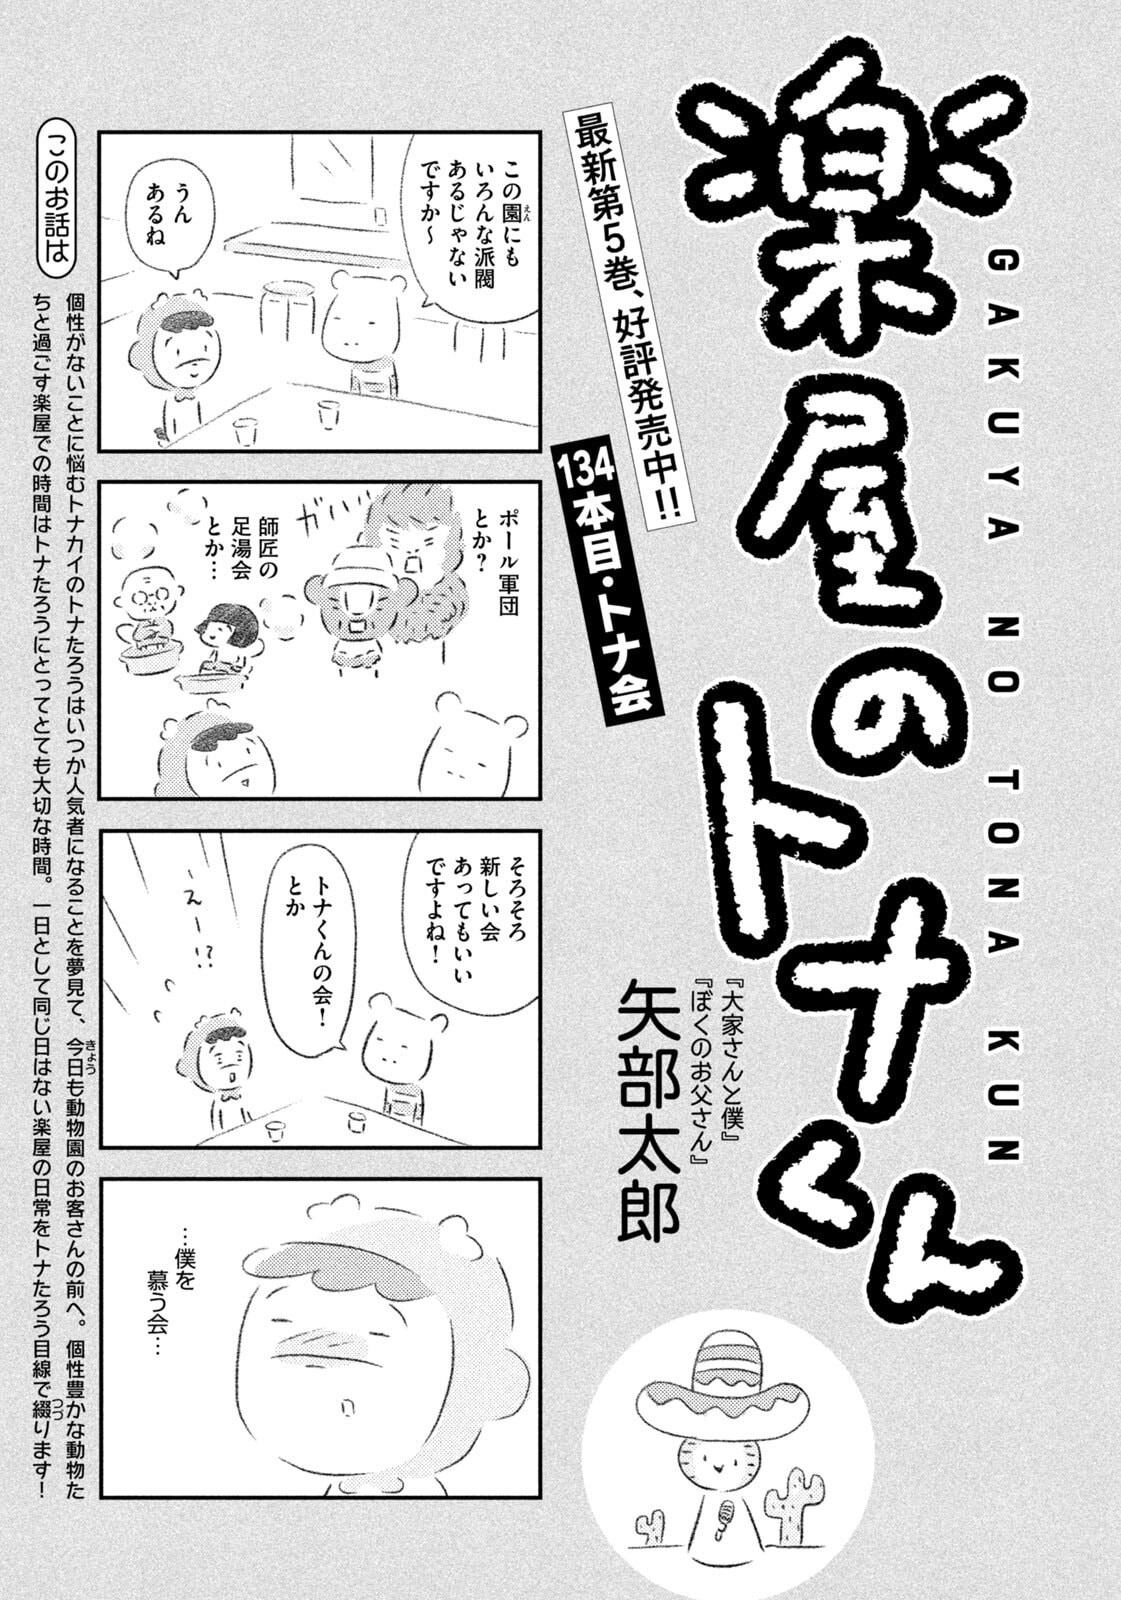 楽屋のトナくん
GAKUYA NO TONA KUN
最新第5巻、好評発売中!!
134本目・トナ会
『大家さんと僕』
『ぼくのお父さん』
矢部太郎
この園にも
えん
いろんな派閥
あるじゃない
ですか〜
うん
あるね
ポール軍団
とか?
ガハハ
師匠の
足湯会
とか…
そろそろ
新しい会
あってもいい
ですよね!
トナくんの会!
とか
えー!?
…僕を
慕う会…
このお話は
個性がないことに悩むトナカイのトナたろうはいつか人気者になることを夢見て、今日も動物園のお客さんの前へ。個性豊かな動物た
きょう
ちと過ごす楽屋での時間はトナたろうにとってとても大切な時間。一日として同じ日はない楽屋の日常をトナたろう目線で綴ります!
つづ